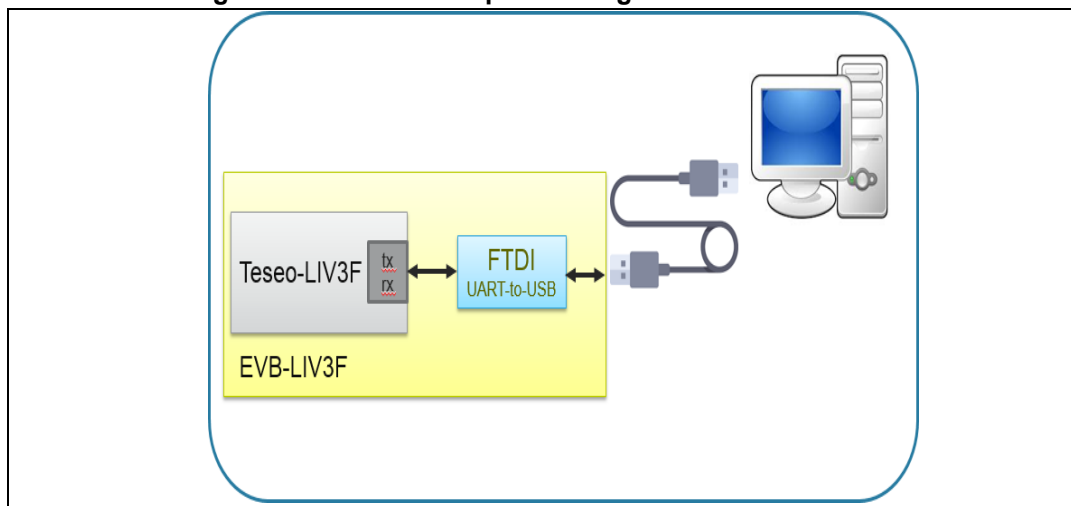 Teseo-LIV3F
tx
rx
FTDI
UART-to-USB
EVB-LIV3F